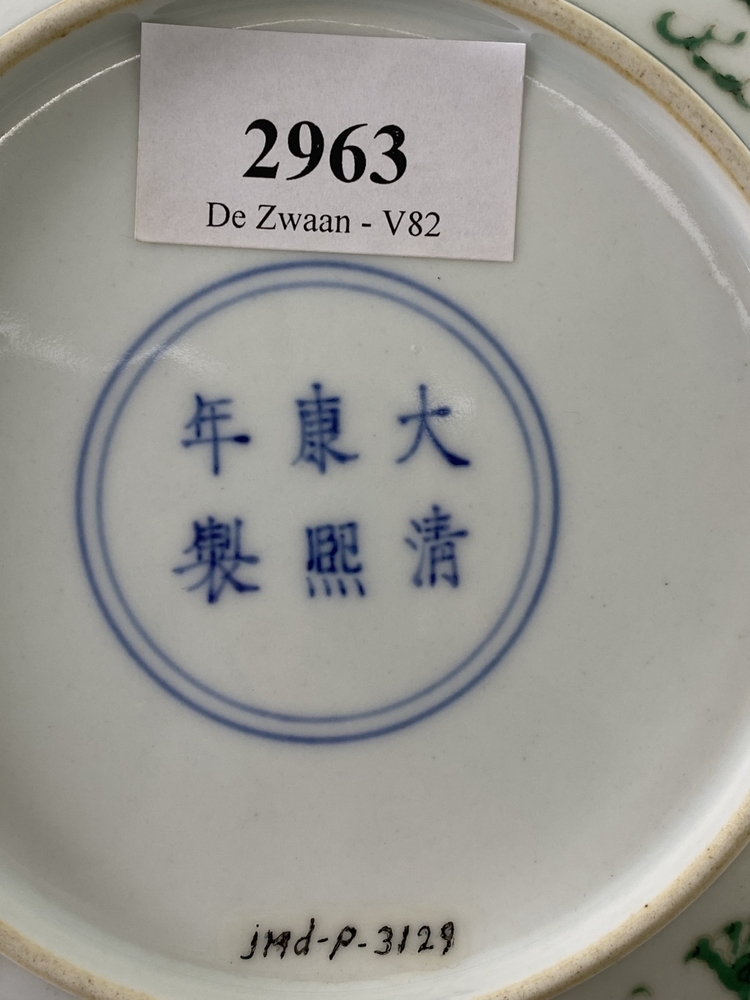 2963
De Zwaan - V82
大清
康熙
年製
jmd-p-3129